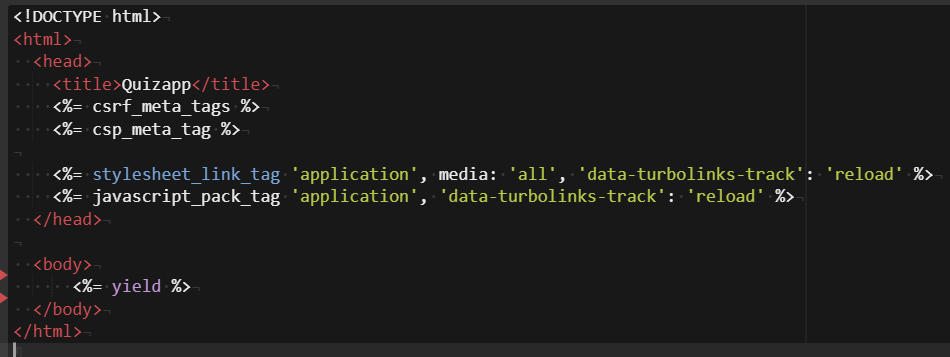 <!DOCTYPE html>
<html>
  <head>
    <title>Quizapp</title>
    <%= csrf_meta_tags %>
    <%= csp_meta_tag %>

    <%= stylesheet_link_tag 'application', media: 'all', 'data-turbolinks-track': 'reload' %>
    <%= javascript_pack_tag 'application', 'data-turbolinks-track': 'reload' %>
  </head>

  <body>
      <%= yield %>
  </body>
</html>